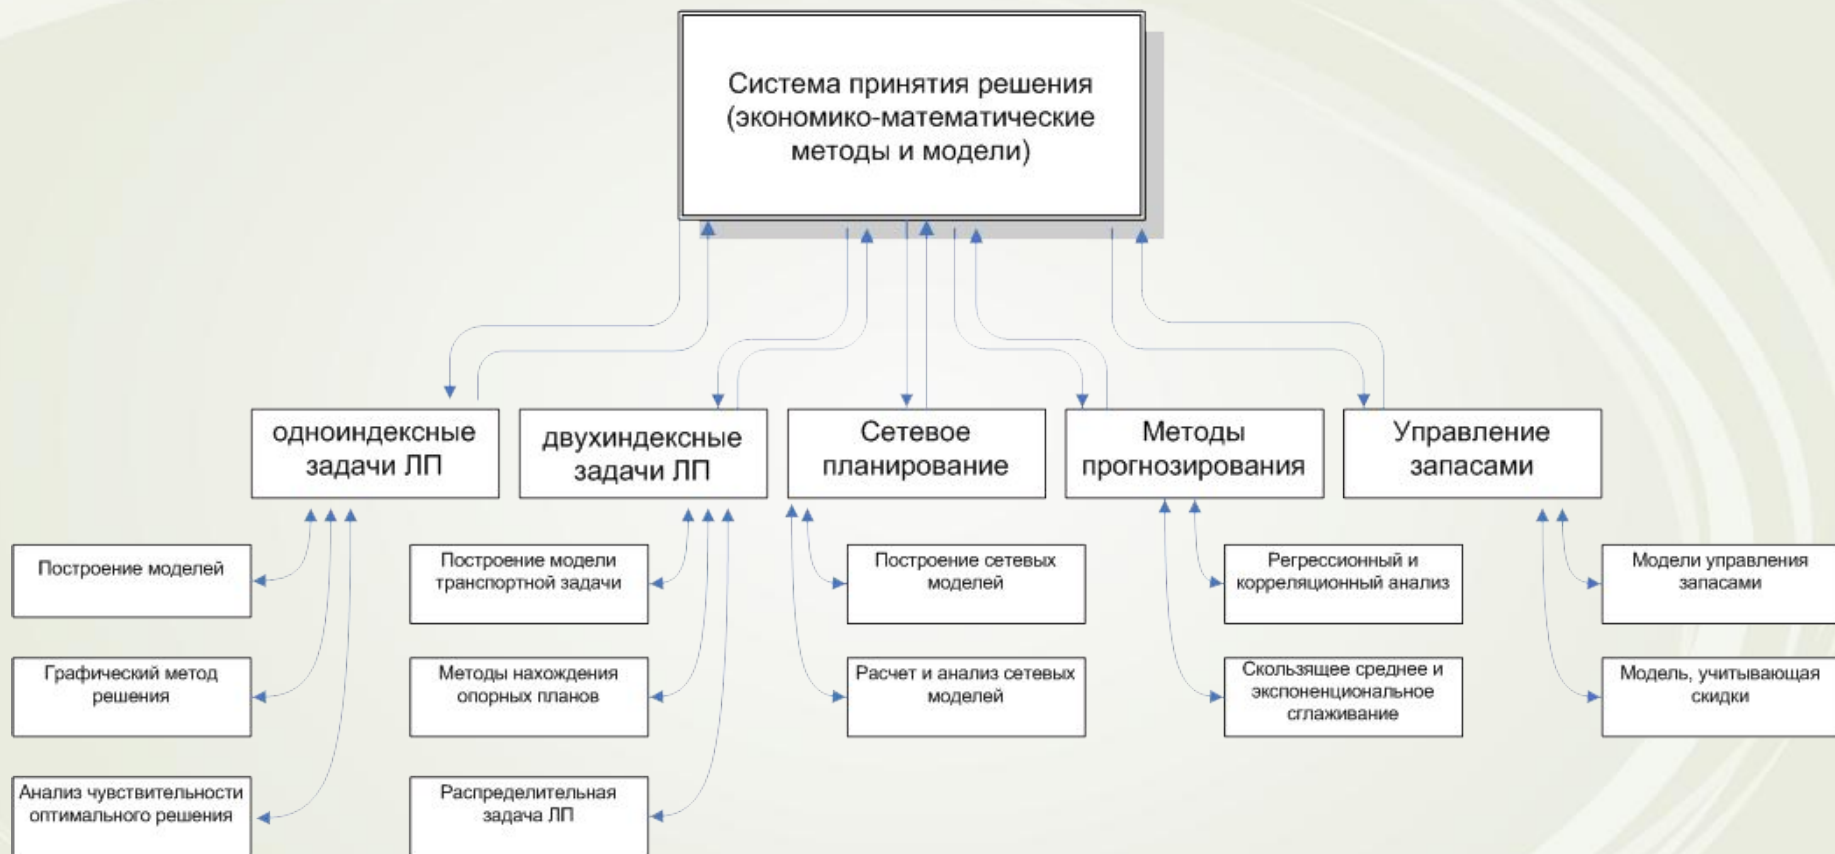 Система принятия решения
(экономико-математические
методы и модели)
одноиндексные
задачи ЛП
двухиндексные
задачи ЛП
Сетевое
планирование
Методы
прогнозирования
Управление
запасами
Построение моделей
Построение модели
транспортной задачи
Построение сетевых
моделей
Регрессионный и
корреляционный анализ
Модели управления
запасами
Графический метод
решения
Методы нахождения
опорных планов
Расчет и анализ сетевых
моделей
Скользящее среднее и
экспоненциональное
сглаживание
Модель, учитывающая
скидки
Анализ чувствительности
оптимального решения
Распределительная
задача ЛП